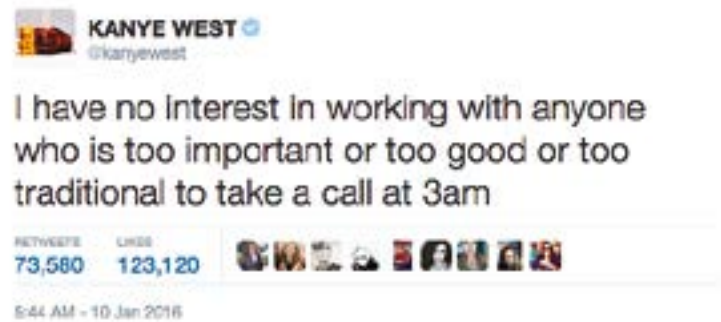 KANYE WEST
@kanyewest
I have no interest in working with anyone
who is too important or too good or too
traditional to take a call at 3am
RETWEETS LIKES
73,580 123,120
5:44 AM - 10 Jan 2016